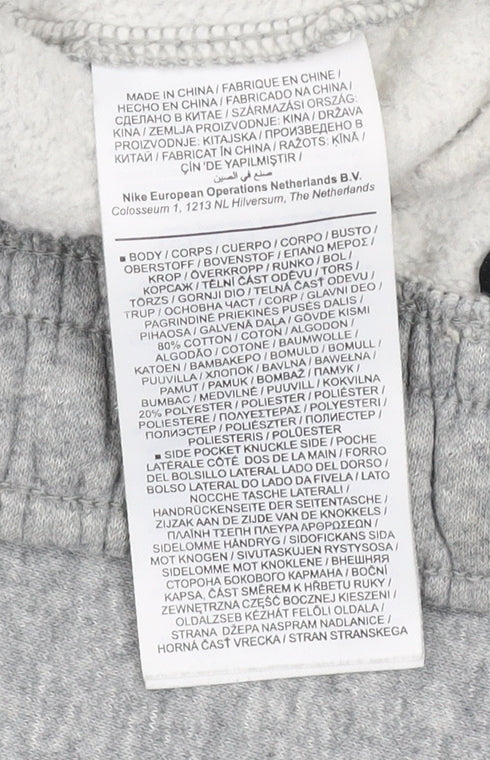 MADE IN CHINA / FABRIQUE EN CHINE /
HECHO EN CHINA / FABRICADO NA CHINA /
СДЕЛАНО В КИТАЕ / SZÁRMAZÁSI ORSZÁG:
KÍNA / ZEMLJA PROIZVODNJE: KINA / DRŽAVA
PROIZVODNJE: KITAJSKA / ПРОИЗВЕДЕНО В
КИТАЙ / FABRICAT ÎN CHINA / RAŽOTS: ĶĪNĀ /
ÇİN 'DE YAPILMIŞTIR /
صنع في الصين
Nike European Operations Netherlands B.V.
Colosseum 1, 1213 NL Hilversum, The Netherlands
■ BODY / CORPS / CUERPO / CORPO / BUSTO /
OBERSTOFF / BOVENSTOF / ΕΠΑΝΩ ΜΕΡΟΣ /
KROP / ÖVERKROPP / RUNKO / BOL /
КОРСАЖ / TĚLNÍ ČÁST ODĚVU / TORS /
TÖRZS / GORNJI DIO / TELNÁ ČASŤ ODEVU /
TRUP / ОСНОВНА ЧАСТ / CORP / GLAVNI DEO /
PAGRINDINĖ PRIEKINĖS PUSĖS DALIS /
PIHAOSA / GALVENĀ DAĻA / GÖVDE KISMI
80% COTTON / COTON / ALGODON /
ALGODÃO / COTONE / BAUMWOLLE /
KATOEN / ΒΑΜΒΑΚΕΡΟ / BOMULD / BOMULL /
PUUVILLA / ХЛОПОК / BAVLNA / BAWEŁNA /
PAMUT / PAMUK / BOMBAŽ / ПАМУК /
BUMBAC / MEDVILNĖ / PUUVILL / KOKVILNA
20% POLYESTER / POLIESTER / POLIÉSTER /
POLIESTERE / ΠΟΛΥΕΣΤΕΡΑΣ / POLYESTERI /
ПОЛИЭСТЕР / POLIÉSZTER / ПОЛИЕСТЕР /
POLIESTERIS / POLÜESTER
■ SIDE POCKET KNUCKLE SIDE / POCHE
LATÉRALE CÔTÉ DOS DE LA MAIN / FORRO
DEL BOLSILLO LATERAL LADO DEL DORSO /
BOLSO LATERAL LADO DA FIVELA / LATO
NOCCHE TASCHE LATERALI /
HANDRÜCKENSEITE DER SEITENTASCHE /
ZIJZAK AAN DE ZIJDE VAN DE KNOKKELS /
ΠΛΑΪΝΗ ΤΣΕΠΗ ΠΛΕΥΡΑ ΑΡΘΡΩΣΕΩΝ /
SIDELOMME HÅNDRYG / SIDOFICKANS SIDA
MOT KNOGEN / SIVUTASKUJEN RYSTYSOSA /
SIDELOMME MOT KNOKLENE / ВНЕШНЯЯ
СТОРОНА БОКОВОГО КАРМАНА / BOČNÍ
KAPSA, ČÁST SMĚREM K HŘBETU RUKY /
ZEWNĘTRZNA CZĘŚĆ BOCZNEJ KIESZENI /
OLDALZSEB KÉZHÁT FELŐLI OLDALA /
STRANA DŽEPA NASPRAM NADLANICE /
HORNÁ ČASŤ VRECKA / STRAN STRANSKEGA